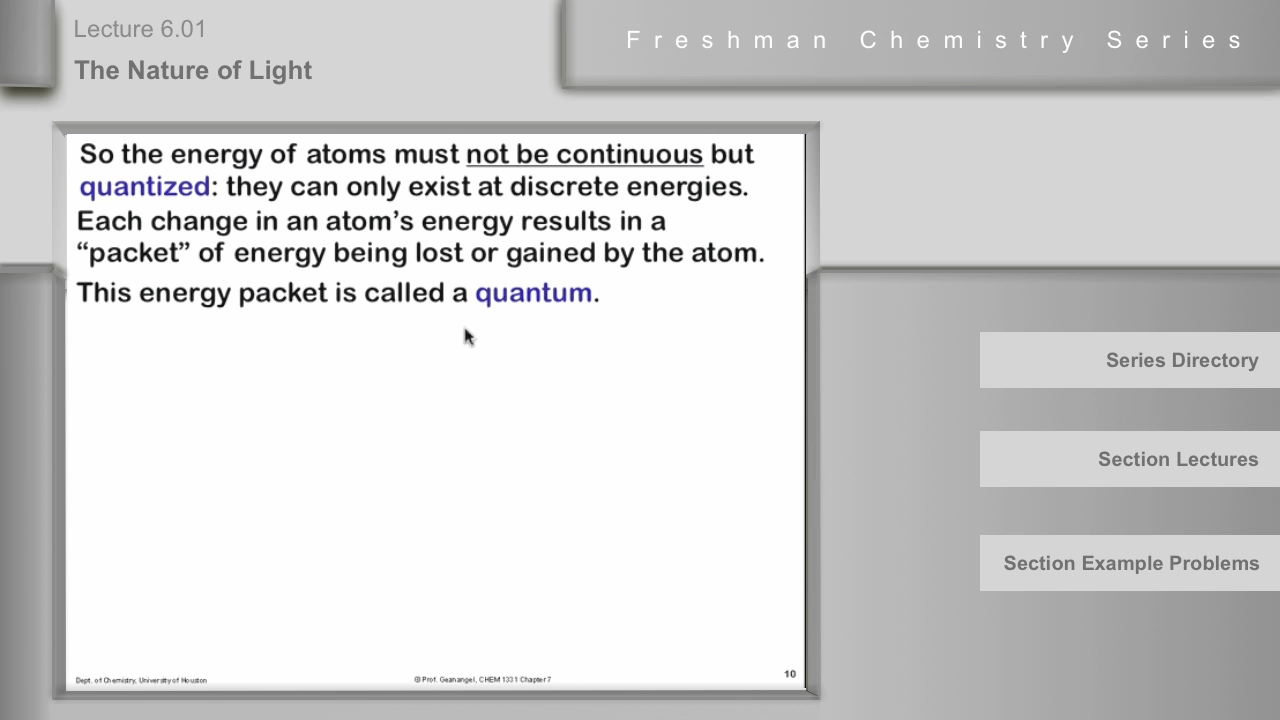 Lecture 6.01
The Nature of Light
Freshman Chemistry Series
So the energy of atoms must not be continuous but
quantized: they can only exist at discrete energies.
Each change in an atom’s energy results in a
“packet” of energy being lost or gained by the atom.
This energy packet is called a quantum.
Series Directory
Section Lectures
Section Example Problems
Dept. of Chemistry, University of Houston
© Prof. Geanangel, CHEM 1331 Chapter 7
10